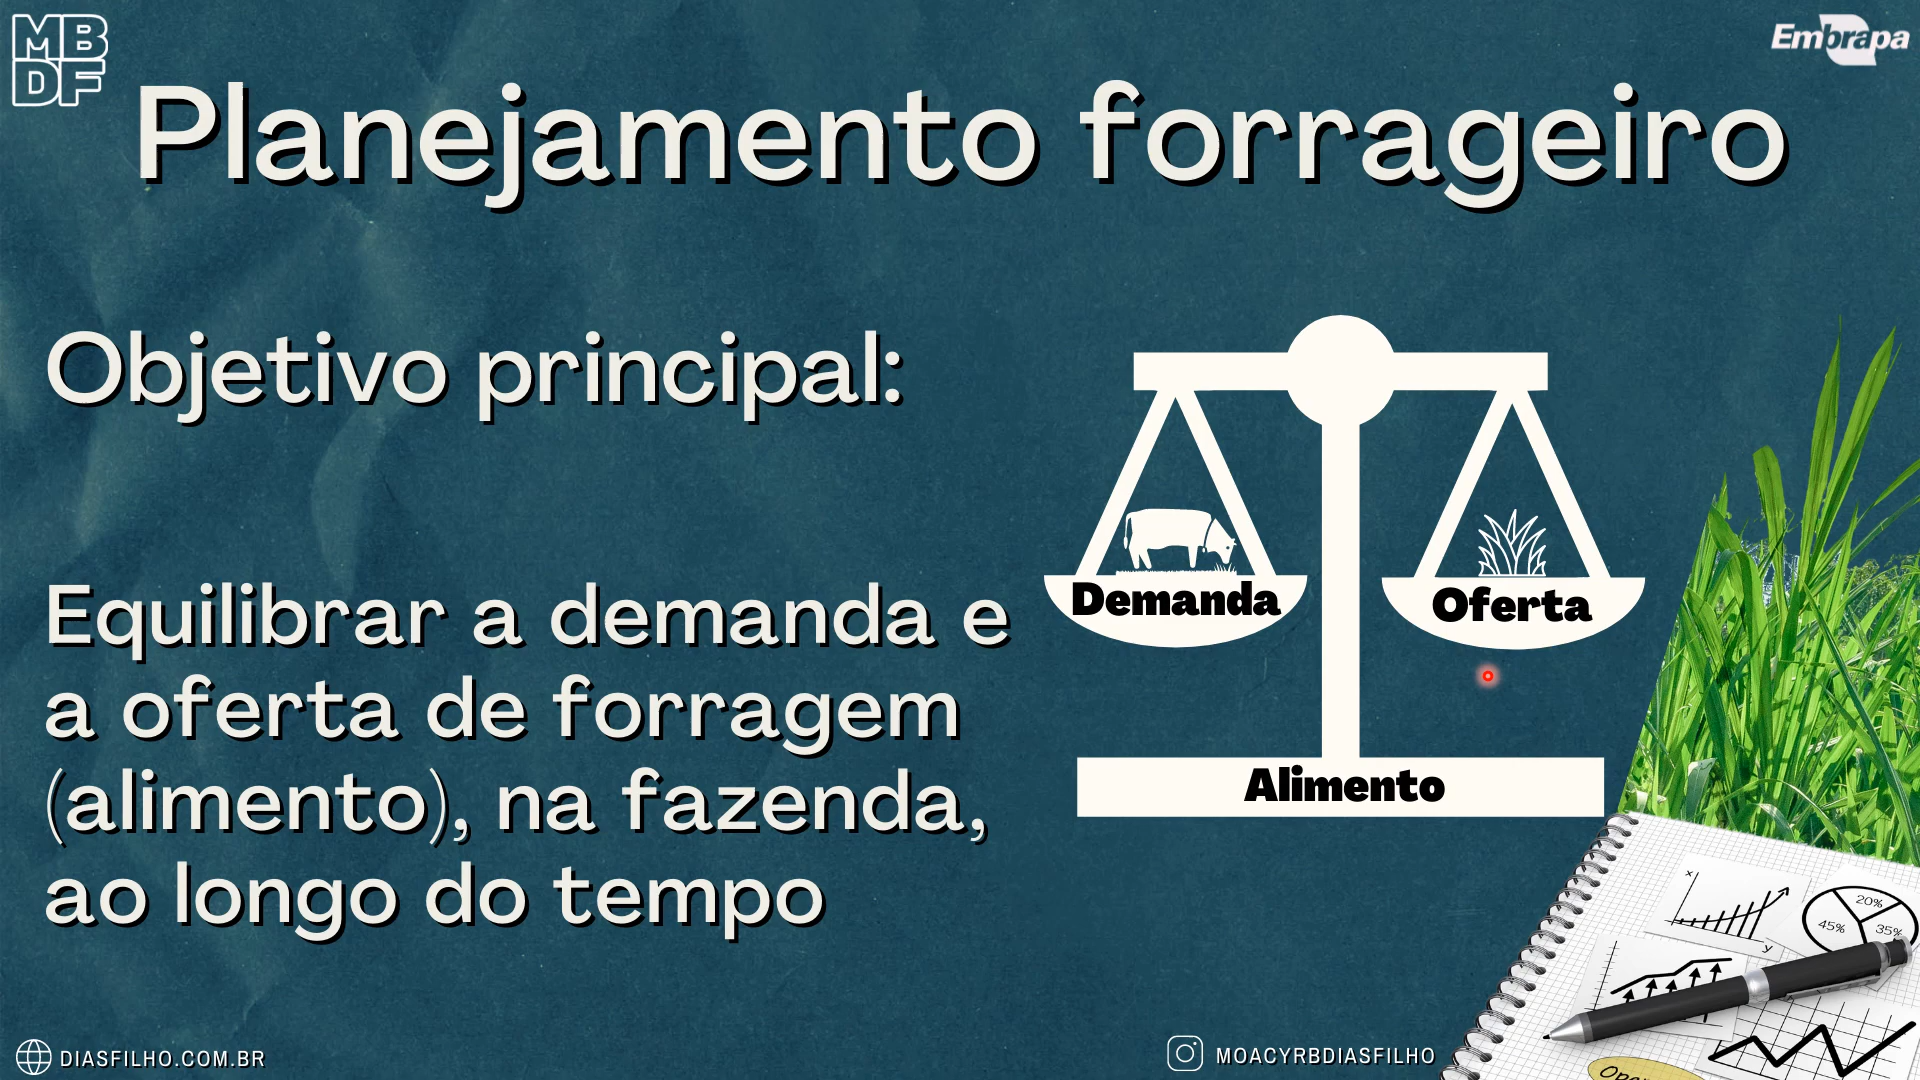 MB
DF
Embrapa
Planejamento forrageiro
Objetivo principal:
Equilibrar a demanda e
a oferta de forragem
(alimento), na fazenda,
ao longo do tempo
Demanda
Oferta
Alimento
x
y
20%
45%
35%
DIASFILHO.COM.BR
MOACYRBDIASFILHO